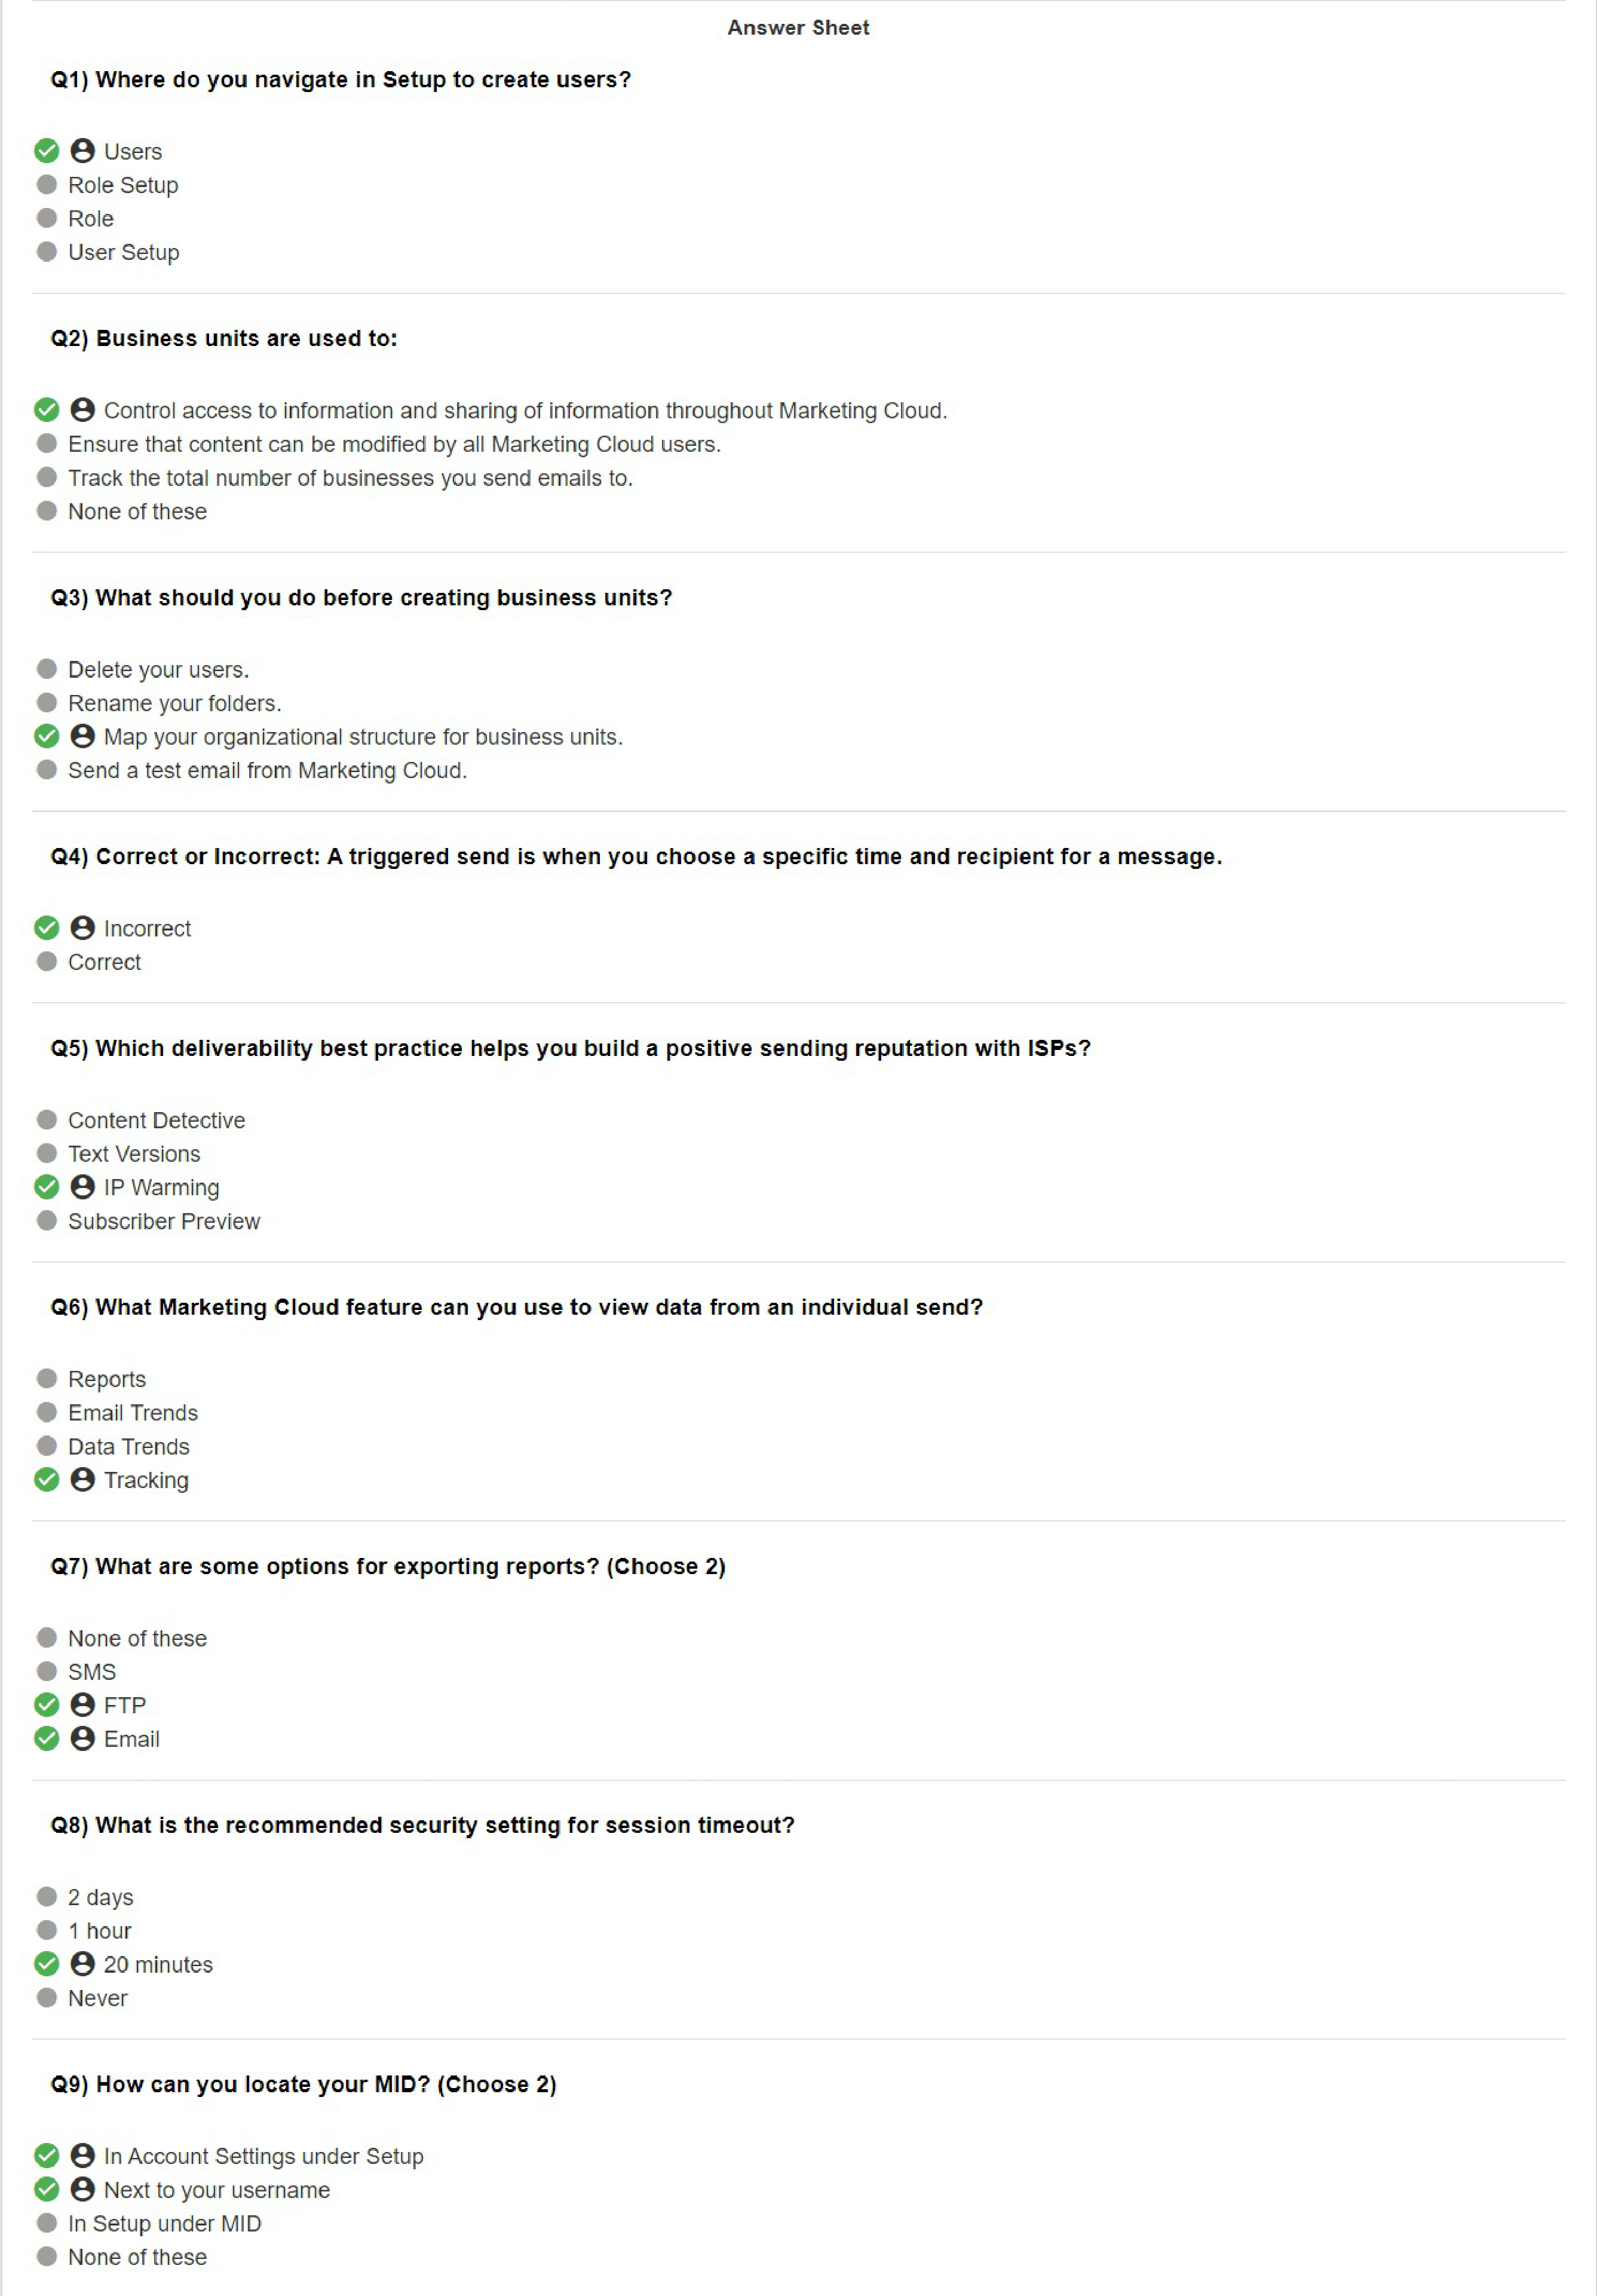 Answer Sheet
Q1) Where do you navigate in Setup to create users?
Users
Role Setup
Role
User Setup
Q2) Business units are used to:
Control access to information and sharing of information throughout Marketing Cloud.
Ensure that content can be modified by all Marketing Cloud users.
Track the total number of businesses you send emails to.
None of these
Q3) What should you do before creating business units?
Delete your users.
Rename your folders.
Map your organizational structure for business units.
Send a test email from Marketing Cloud.
Q4) Correct or Incorrect: A triggered send is when you choose a specific time and recipient for a message.
Incorrect
Correct
Q5) Which deliverability best practice helps you build a positive sending reputation with ISPs?
Content Detective
Text Versions
IP Warming
Subscriber Preview
Q6) What Marketing Cloud feature can you use to view data from an individual send?
Reports
Email Trends
Data Trends
Tracking
Q7) What are some options for exporting reports? (Choose 2)
None of these
SMS
FTP
Email
Q8) What is the recommended security setting for session timeout?
2 days
1 hour
20 minutes
Never
Q9) How can you locate your MID? (Choose 2)
In Account Settings under Setup
Next to your username
In Setup under MID
None of these